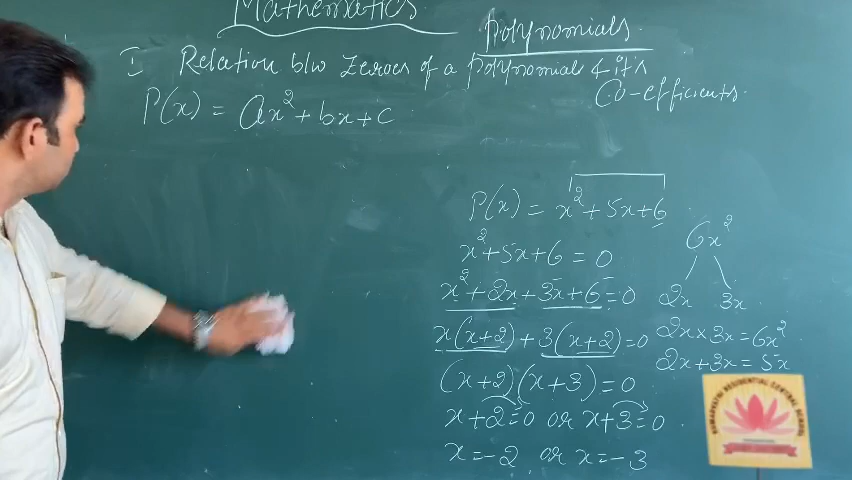 Mathematics
Polynomials
I Relation b/w Zeroes of a polynomials & it's
Co-efficients.
P(x) = ax² + bx + c
P(x) = x² + 5x + 6
x² + 5x + 6 = 0
x² + 2x + 3x + 6 = 0
x(x+2) + 3(x+2) = 0
(x+2)(x+3) = 0
x+2=0 or x+3=0
x=-2 or x=-3
6x²
2x 3x
2x × 3x = 6x²
2x + 3x = 5x